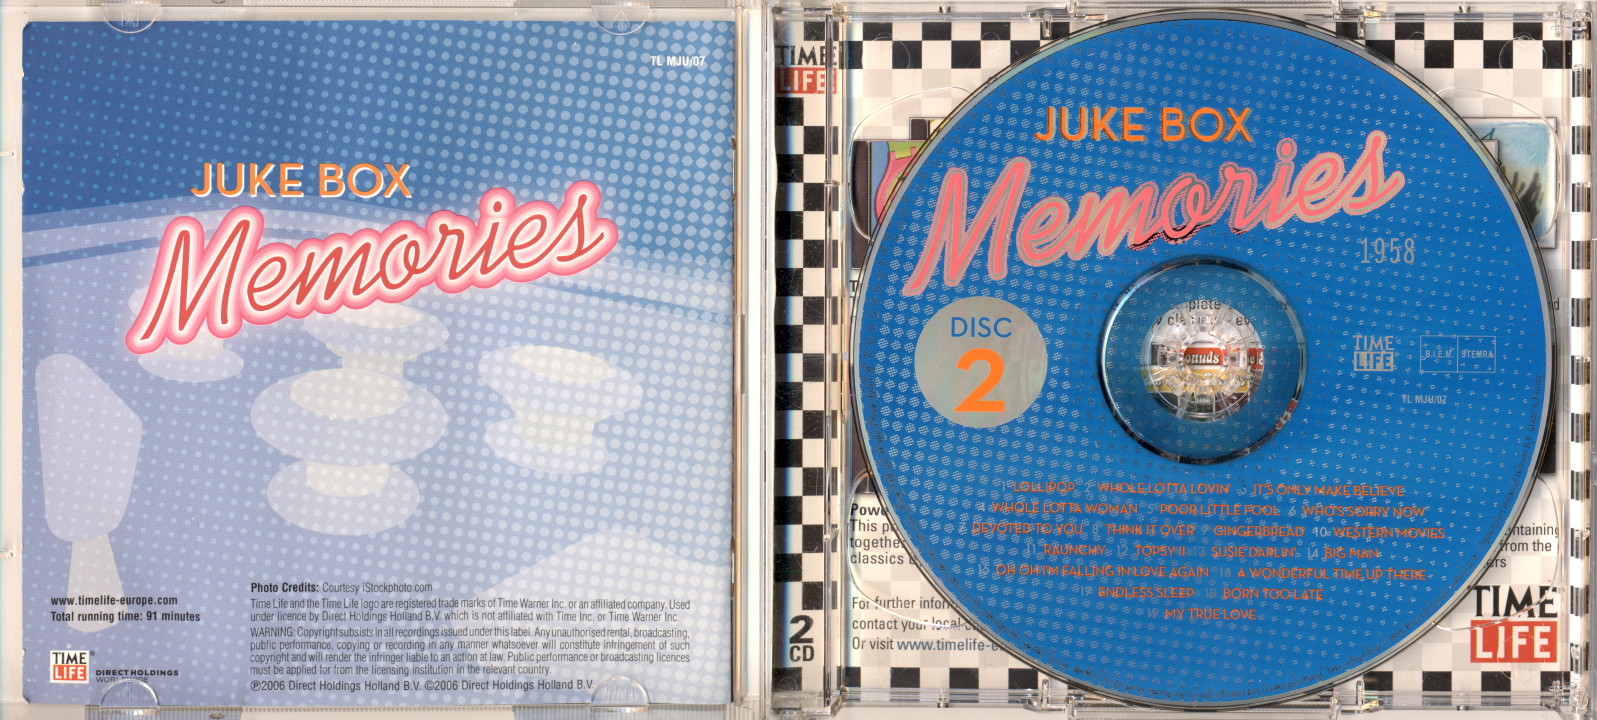 TL MJU/07
JUKE BOX
Memories
www.timelife-europe.com
Total running time: 91 minutes
TIME
LIFE
DIRECT HOLDINGS
WORLDWIDE
Photo Credits: Courtesy iStockphoto.com
Time Life and the Time Life logo are registered trade marks of Time Warner Inc. or an affiliated company. Used
under licence by Direct Holdings Holland B.V. which is not affiliated with Time Inc. or Time Warner Inc.
WARNING: Copyright subsists in all recordings issued under this label. Any unauthorised rental, broadcasting,
public performance, copying or recording in any manner whatsoever will constitute infringement of such
copyright and will render the infringer liable to an action at law. Public performance or broadcasting licences
must be applied for from the licensing institution in the relevant country.
℗2006 Direct Holdings Holland B.V. ©2006 Direct Holdings Holland B.V.
TIME
LIFE
2
CD
JUKE BOX
Memories
1958
DISC
2
TIME
LIFE
B.I.E.M. STEMRA
TL MJU/07
1 LOLLIPOP 2 WHOLE LOTTA LOVIN' 3 IT'S ONLY MAKE BELIEVE
4 WHOLE LOTTA WOMAN 5 POOR LITTLE FOOL 6 WHO'S SORRY NOW
7 DEVOTED TO YOU 8 THINK IT OVER 9 GINGERBREAD 10 WESTERN MOVIES
11 RAUNCHY 12 TOPSY II 13 SUSIE DARLIN' 14 BIG MAN
15 OH OH I'M FALLING IN LOVE AGAIN 16 A WONDERFUL TIME UP THERE
17 ENDLESS SLEEP 18 BORN TOO LATE
19 MY TRUE LOVE
This
together
classics
from the
For further
contact your local
Or visit www.timelife-e
TIME
LIFE